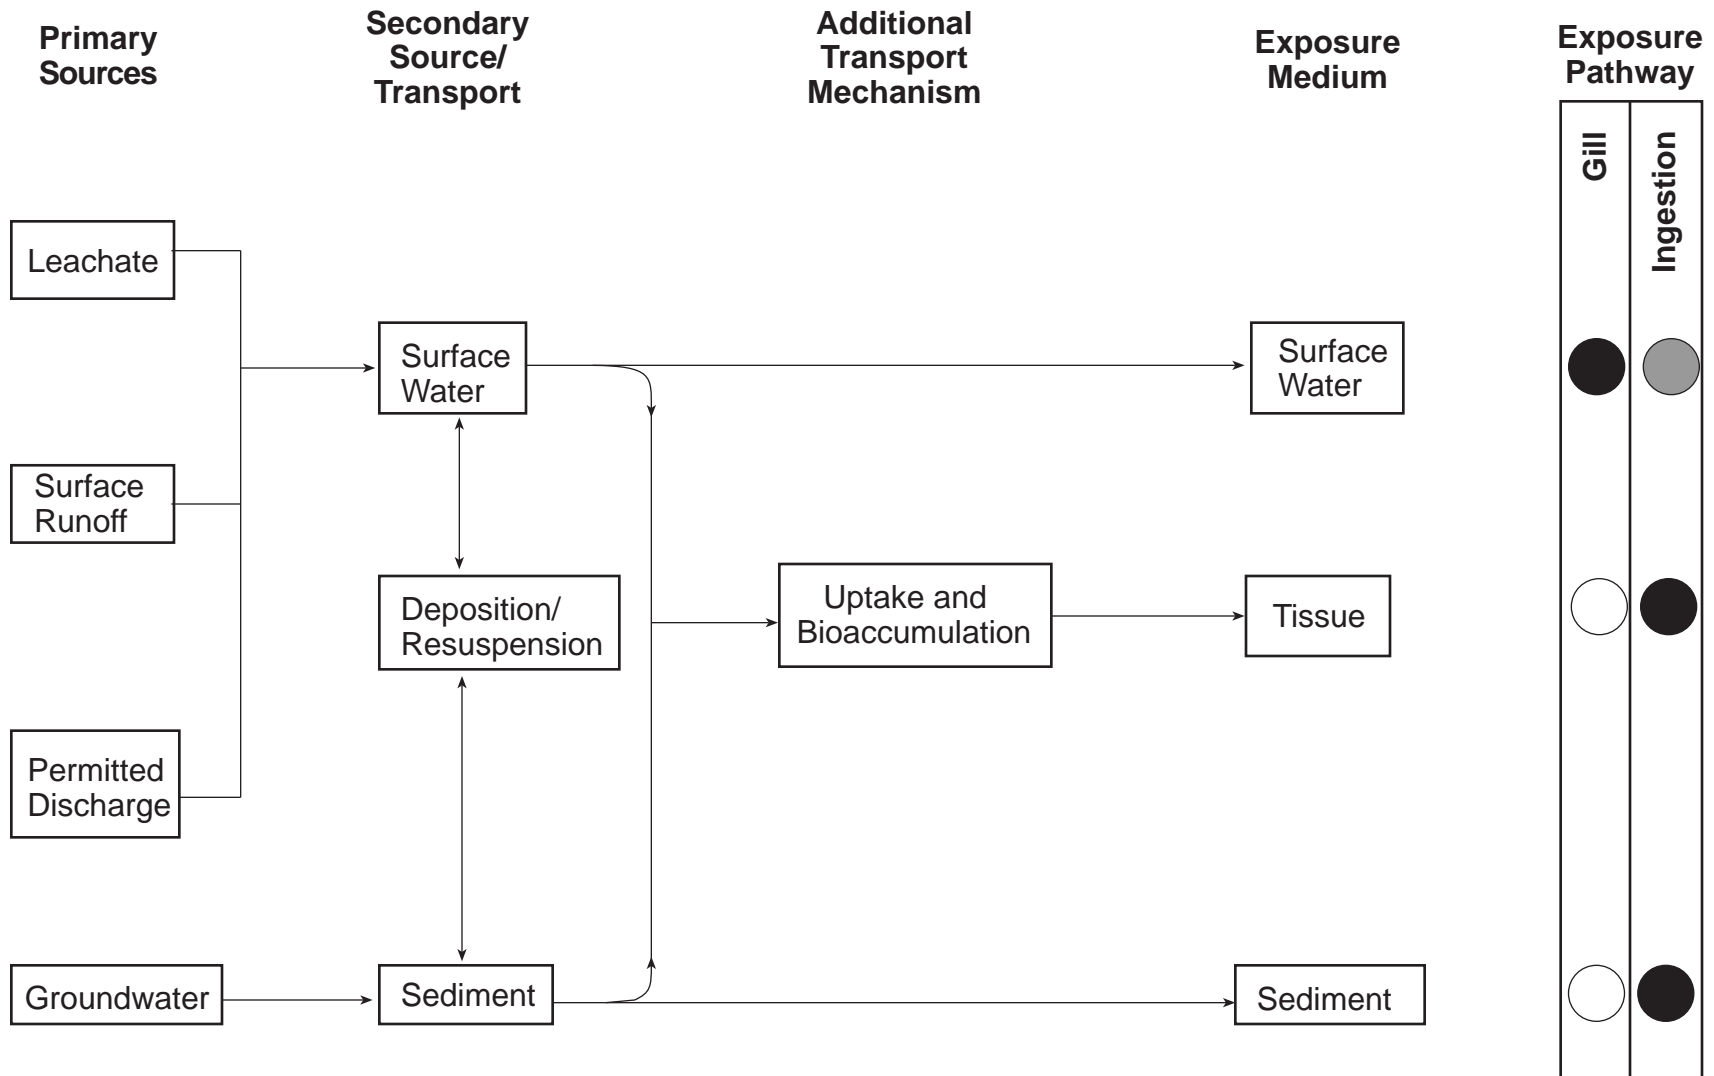 Primary
Sources
Secondary
Source/
Transport
Additional
Transport
Mechanism
Exposure
Medium
Exposure
Pathway
Gill
Ingestion
Leachate
Surface
Water
Surface
Water
Surface
Runoff
Deposition/
Resuspension
Uptake and
Bioaccumulation
Tissue
Permitted
Discharge
Groundwater
Sediment
Sediment